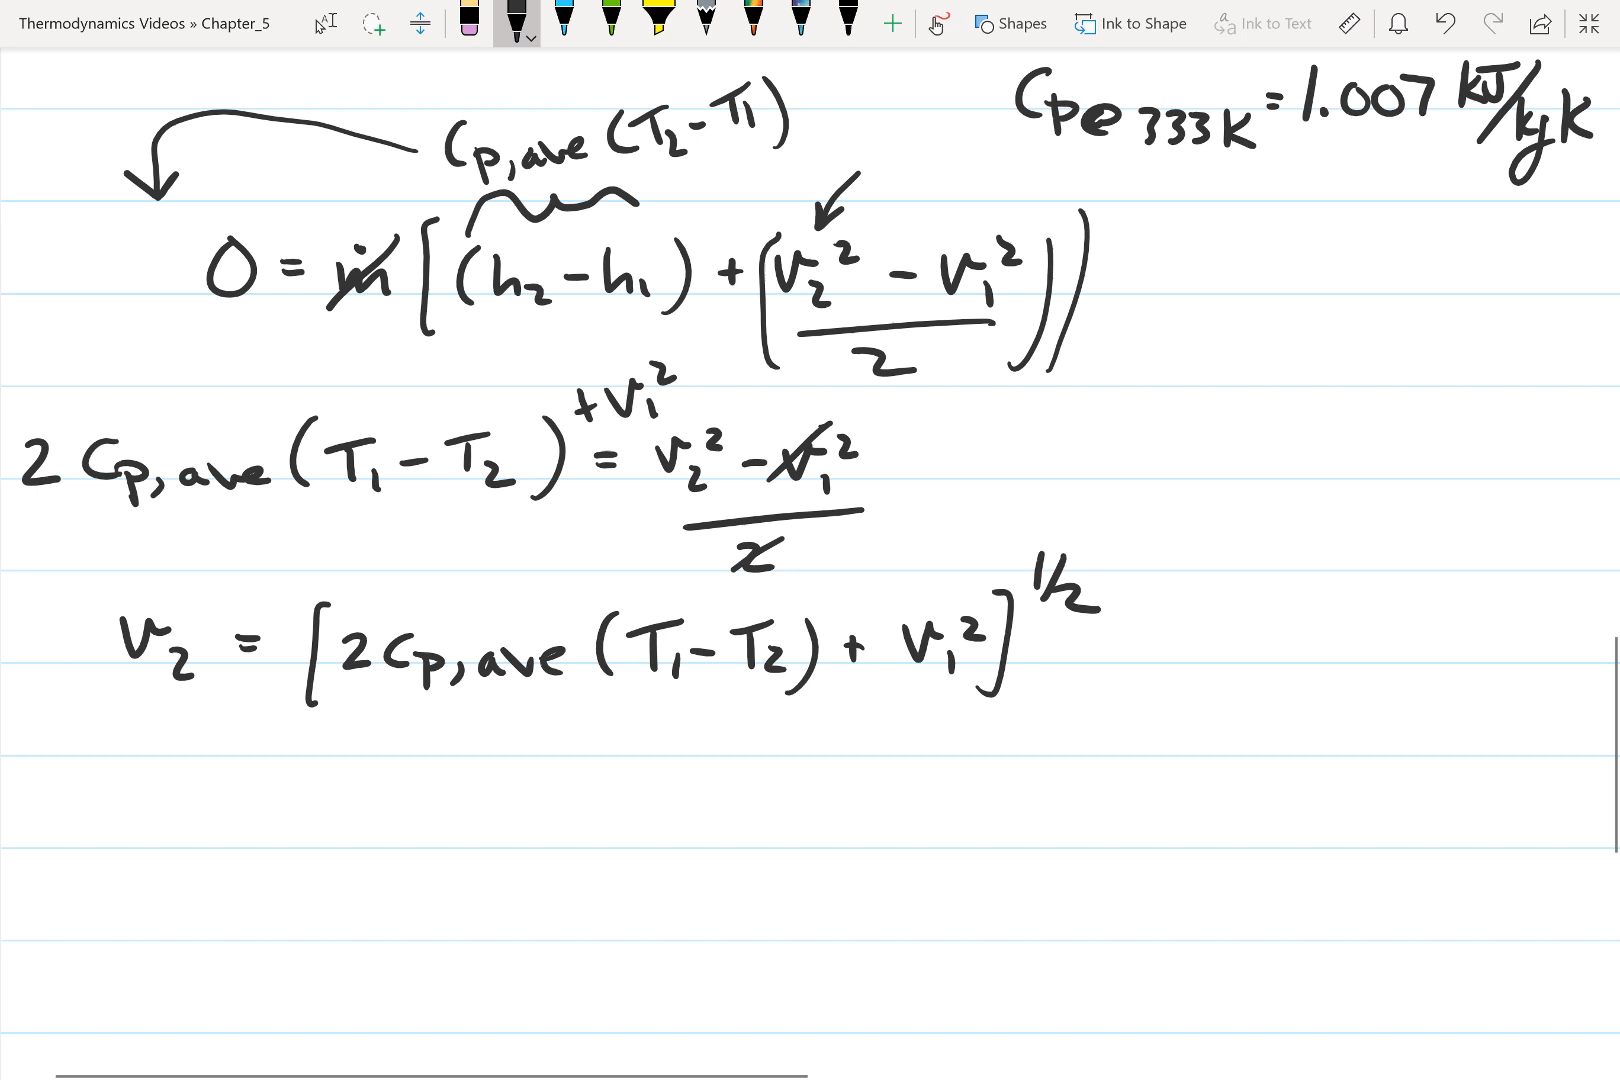 Thermodynamics Videos » Chapter_5
Shapes
Ink to Shape
Ink to Text
Cp@333K = 1.007 kJ/kgK
Cp,ave (T₂-T₁)
0 = ṁ [(h₂-h₁) + (v₂² - v₁²)/2)
2 Cp,ave (T₁-T₂) + v₁² = v₂² - v₁² / 2
v₂ = [2Cp,ave (T₁-T₂) + v₁²]^1/2